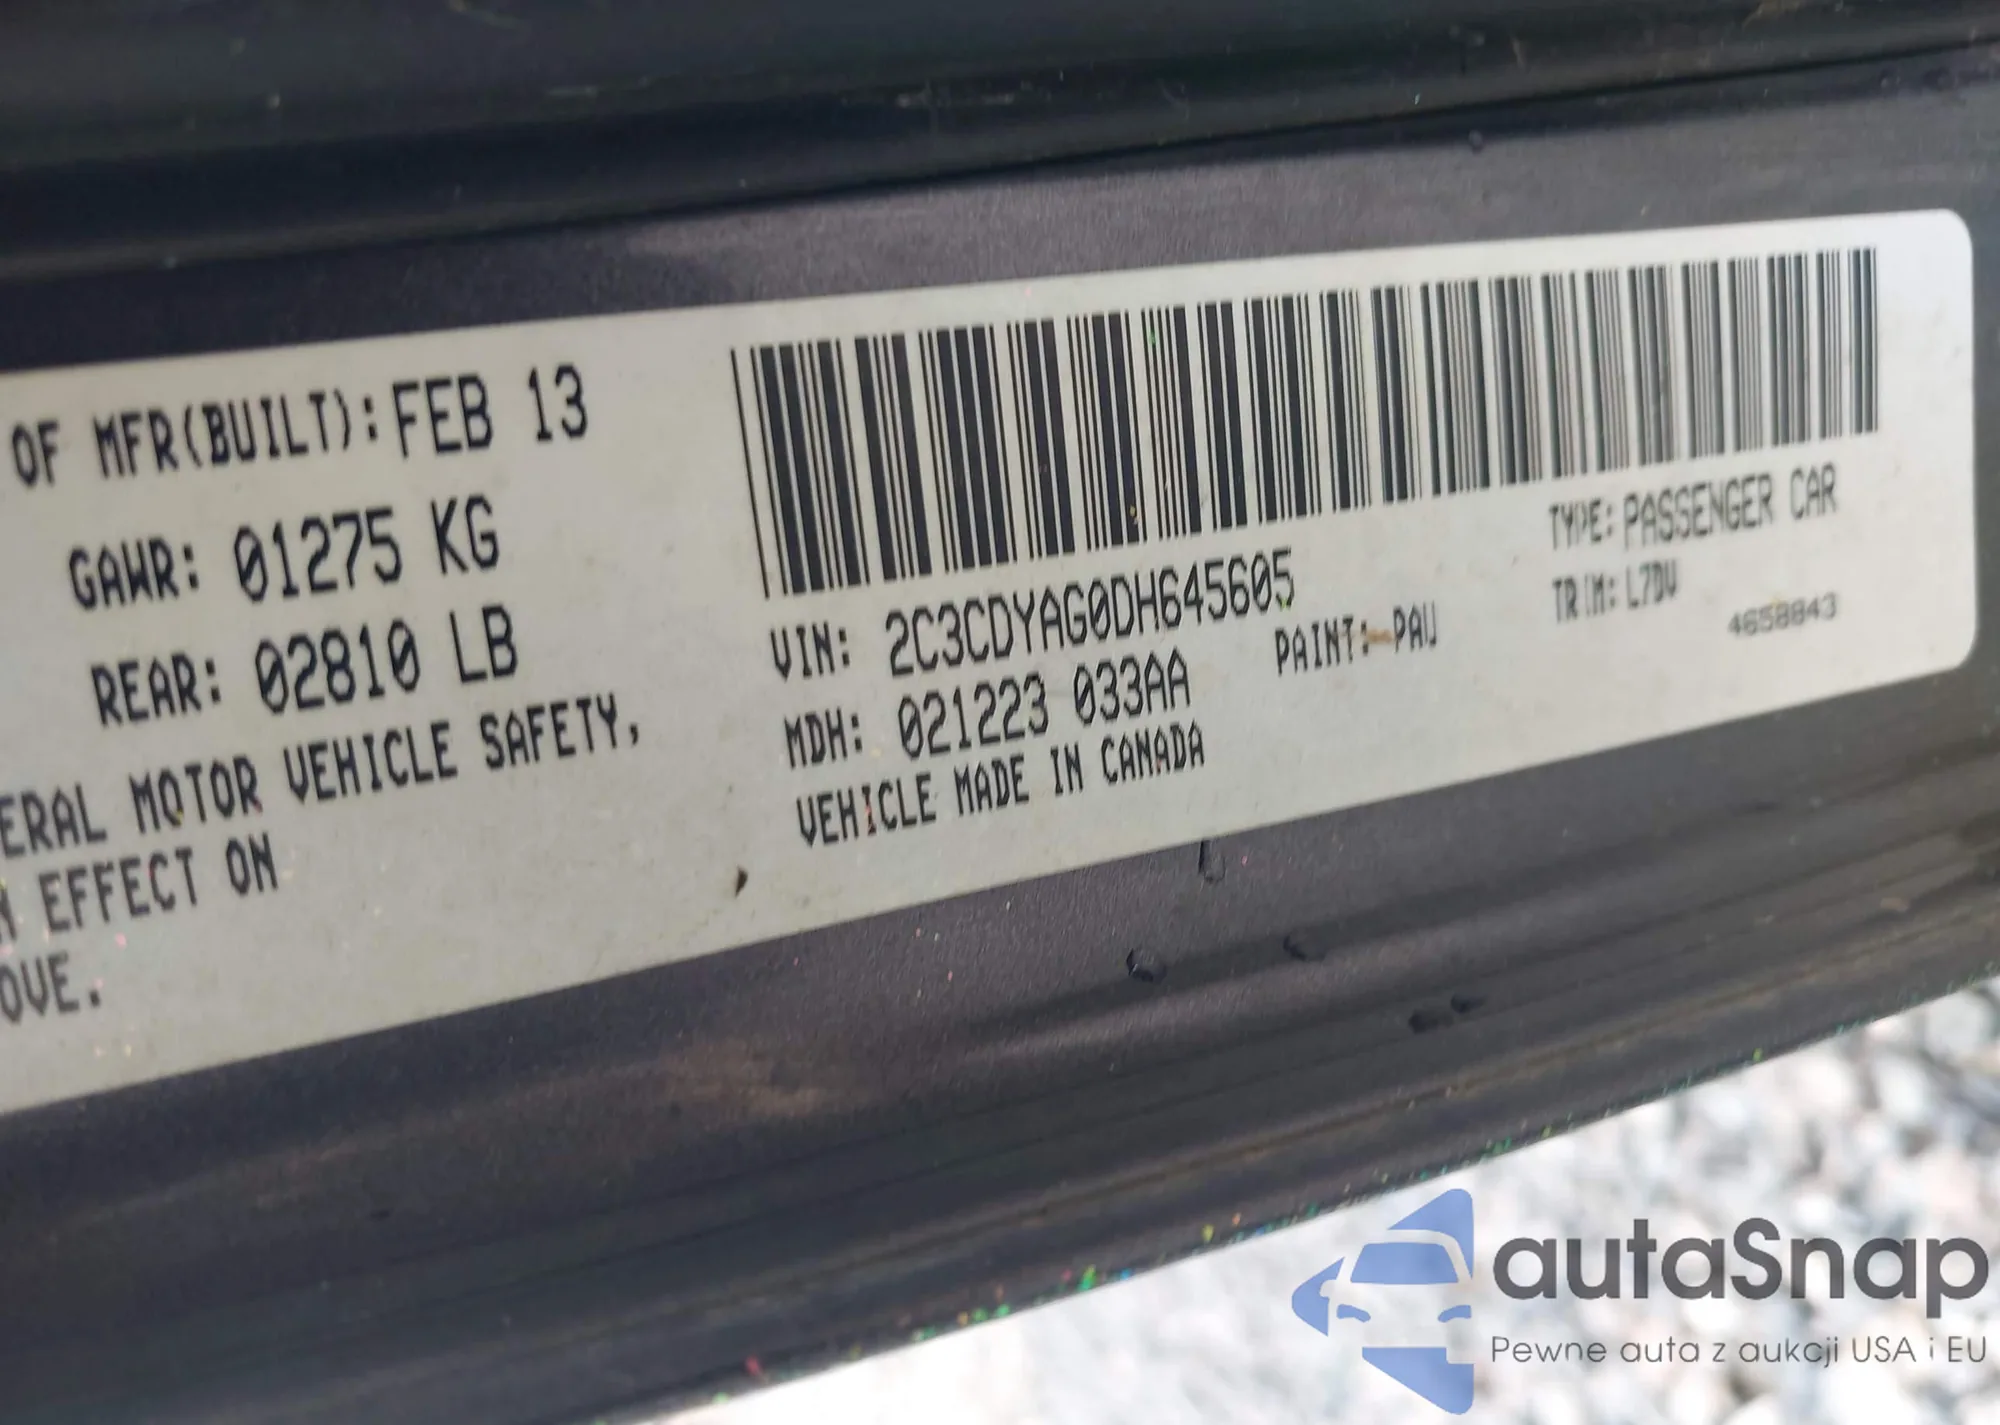 OF MFR(BUILT): FEB 13
GAWR: 01275 KG
REAR: 02810 LB
ERAL MOTOR VEHICLE SAFETY,
EFFECT ON
OVE.
VIN: 2C3CDYAG0DH645605
MDH: 021223 033AA
PAINT: PAU
VEHICLE MADE IN CANADA
TYPE: PASSENGER CAR
TRIM: L7DV
4658843
autaSnap
Pewne auta z aukcji USA i EU